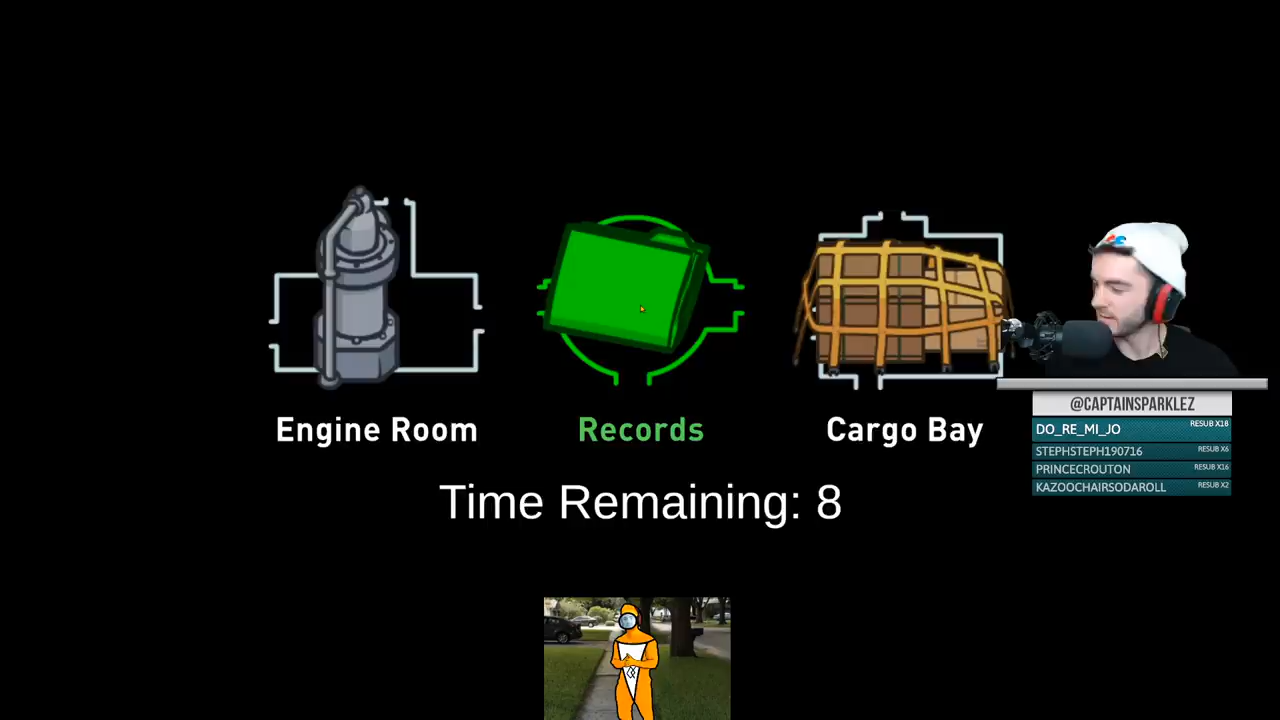 Engine Room
Records
Cargo Bay
Time Remaining: 8
@CAPTAINSPARKLEZ
DO_RE_MI_JO RESUB X18
STEPHSTEPH190716 RESUB X6
PRINCECROUTON RESUB X16
KAZOOCHAIRSODAROLL RESUB X2